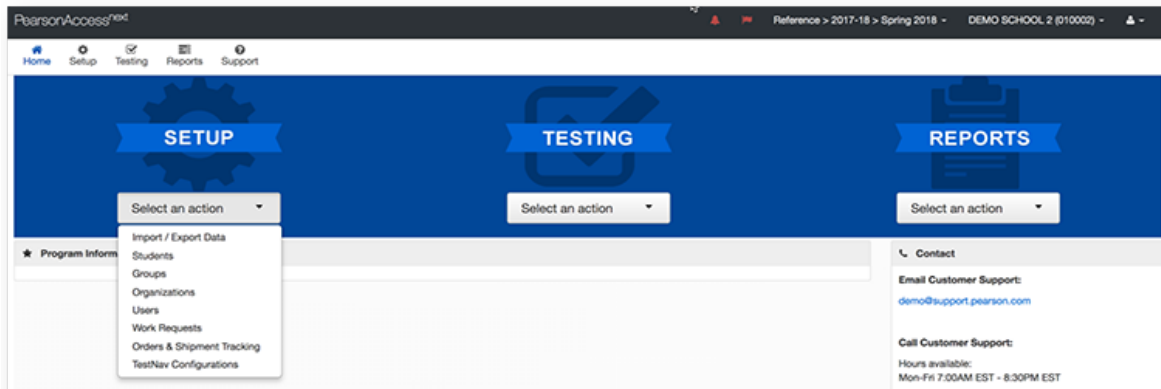 PearsonAccessnext
Reference > 2017-18 > Spring 2018
DEMO SCHOOL 2 (010002)
Home
Setup
Testing
Reports
Support
SETUP
TESTING
REPORTS
Select an action
Select an action
Select an action
Import / Export Data
Students
Groups
Organizations
Users
Work Requests
Orders & Shipment Tracking
TestNav Configurations
Program Inform
Contact
Email Customer Support:
demo@support.pearson.com
Call Customer Support:
Hours available:
Mon-Fri 7:00AM EST - 8:30PM EST